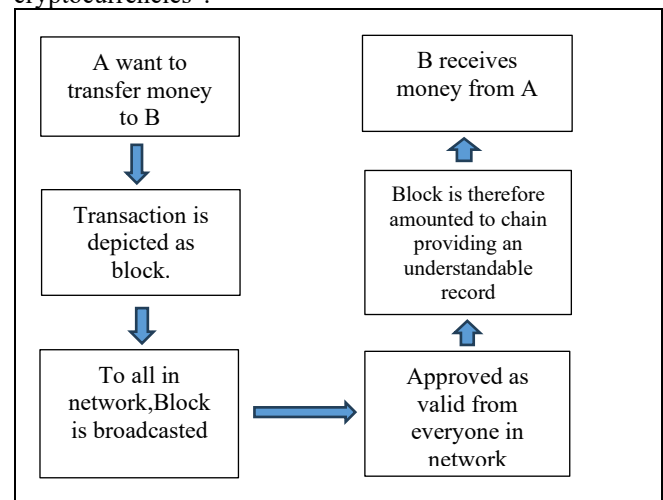 cryptocurrencies".
A want to
transfer money
to B
Transaction is
depicted as
block.
To all in
network,Block
is broadcasted
Approved as
valid from
everyone in
network
Block is therefore
amounted to chain
providing an
understandable
record
B receives
money from A